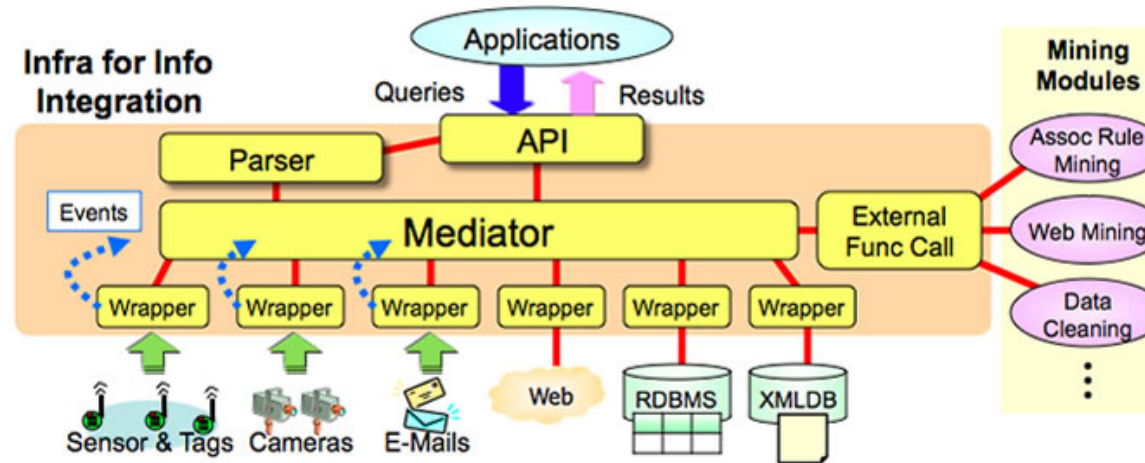 Applications
Infra for Info
Integration
Queries
Results
Mining
Modules
API
Parser
Assoc Rule
Mining
Events
Mediator
External
Func Call
Web Mining
Wrapper
Wrapper
Wrapper
Wrapper
Wrapper
Wrapper
Data
Cleaning
Web
RDBMS
XMLDB
Sensor & Tags
Cameras
E-Mails